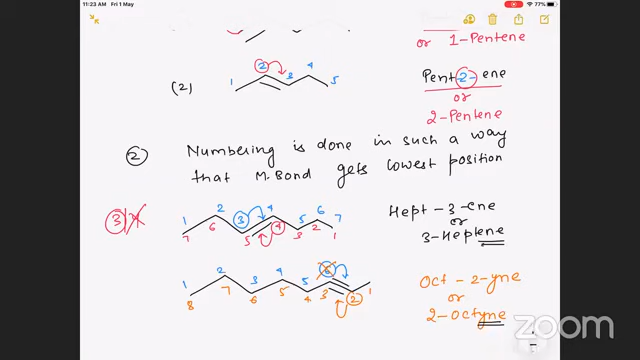 11:23 AM Fri 1 May
77%
or 1-Pentene
(2) 1 2 3 4 5
Pent-2-ene
or
2-Pentene
② Numbering is done in such a way
that M.Bond gets lowest position
3 4
1 2 3 4 5 6 7
7 6 5 4 3 2 1
Hept-3-ene
or
3-Heptene
1 2 3 4 5 6
8 7 6 5 4 3 2 1
Oct-2-yne
or
2-Octyne
zoom